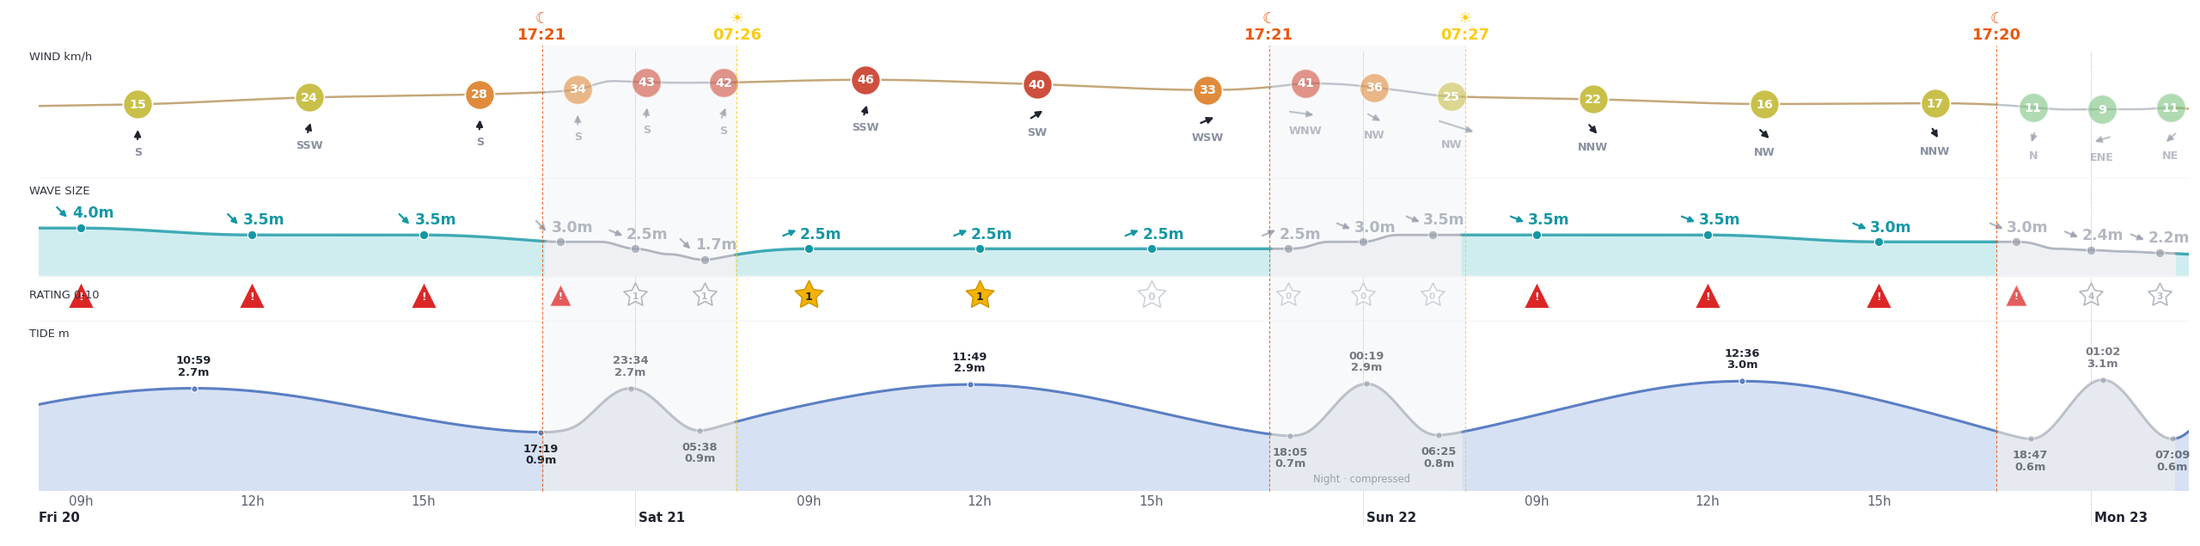 ☾ ☀ ☾ ☀ ☾
17:21 07:26 17:21 07:27 17:20
WIND km/h
15 24 28 34 43 42 46 40 33 41 36 25 22 16 17 11 9 11
S SSW S S S S SSW SW WSW WNW NW NW NNW NW NNW N ENE NE
WAVE SIZE
4.0m 3.5m 3.5m 3.0m 2.5m 1.7m 2.5m 2.5m 2.5m 2.5m 3.0m 3.5m 3.5m 3.5m 3.0m 3.0m 2.4m 2.2m
RATING 0-10
! ! ! ! 1 1 1 1 0 0 0 0 ! ! ! ! 4 3
TIDE m
10:59 23:34 11:49 00:19 12:36 01:02
2.7m 2.7m 2.9m 2.9m 3.0m 3.1m
17:19 05:38 18:05 06:25 18:47 07:09
0.9m 0.9m 0.7m 0.8m 0.6m 0.6m
Night · compressed
09h 12h 15h 09h 12h 15h 09h 12h 15h
Fri 20 Sat 21 Sun 22 Mon 23